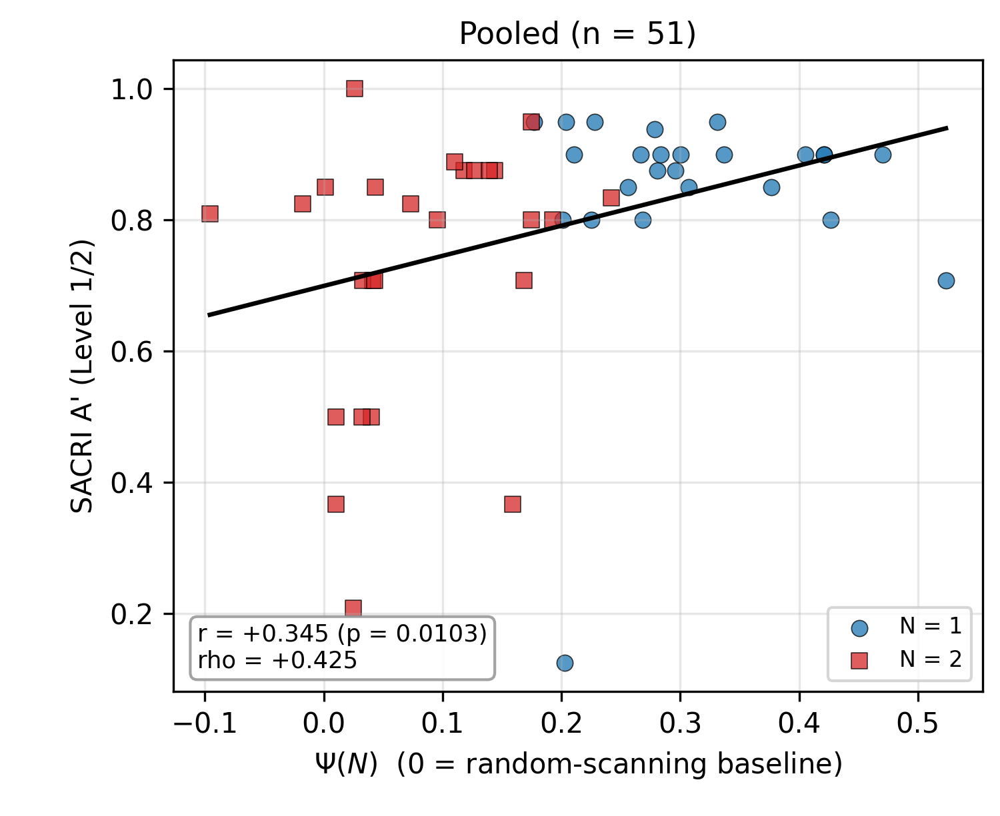 Pooled (n = 51)
SACRI A' (Level 1/2)
1.0
0.8
0.6
0.4
0.2
r = +0.345 (p = 0.0103)
rho = +0.425
N = 1
N = 2
−0.1 0.0 0.1 0.2 0.3 0.4 0.5
Ψ(N) (0 = random-scanning baseline)